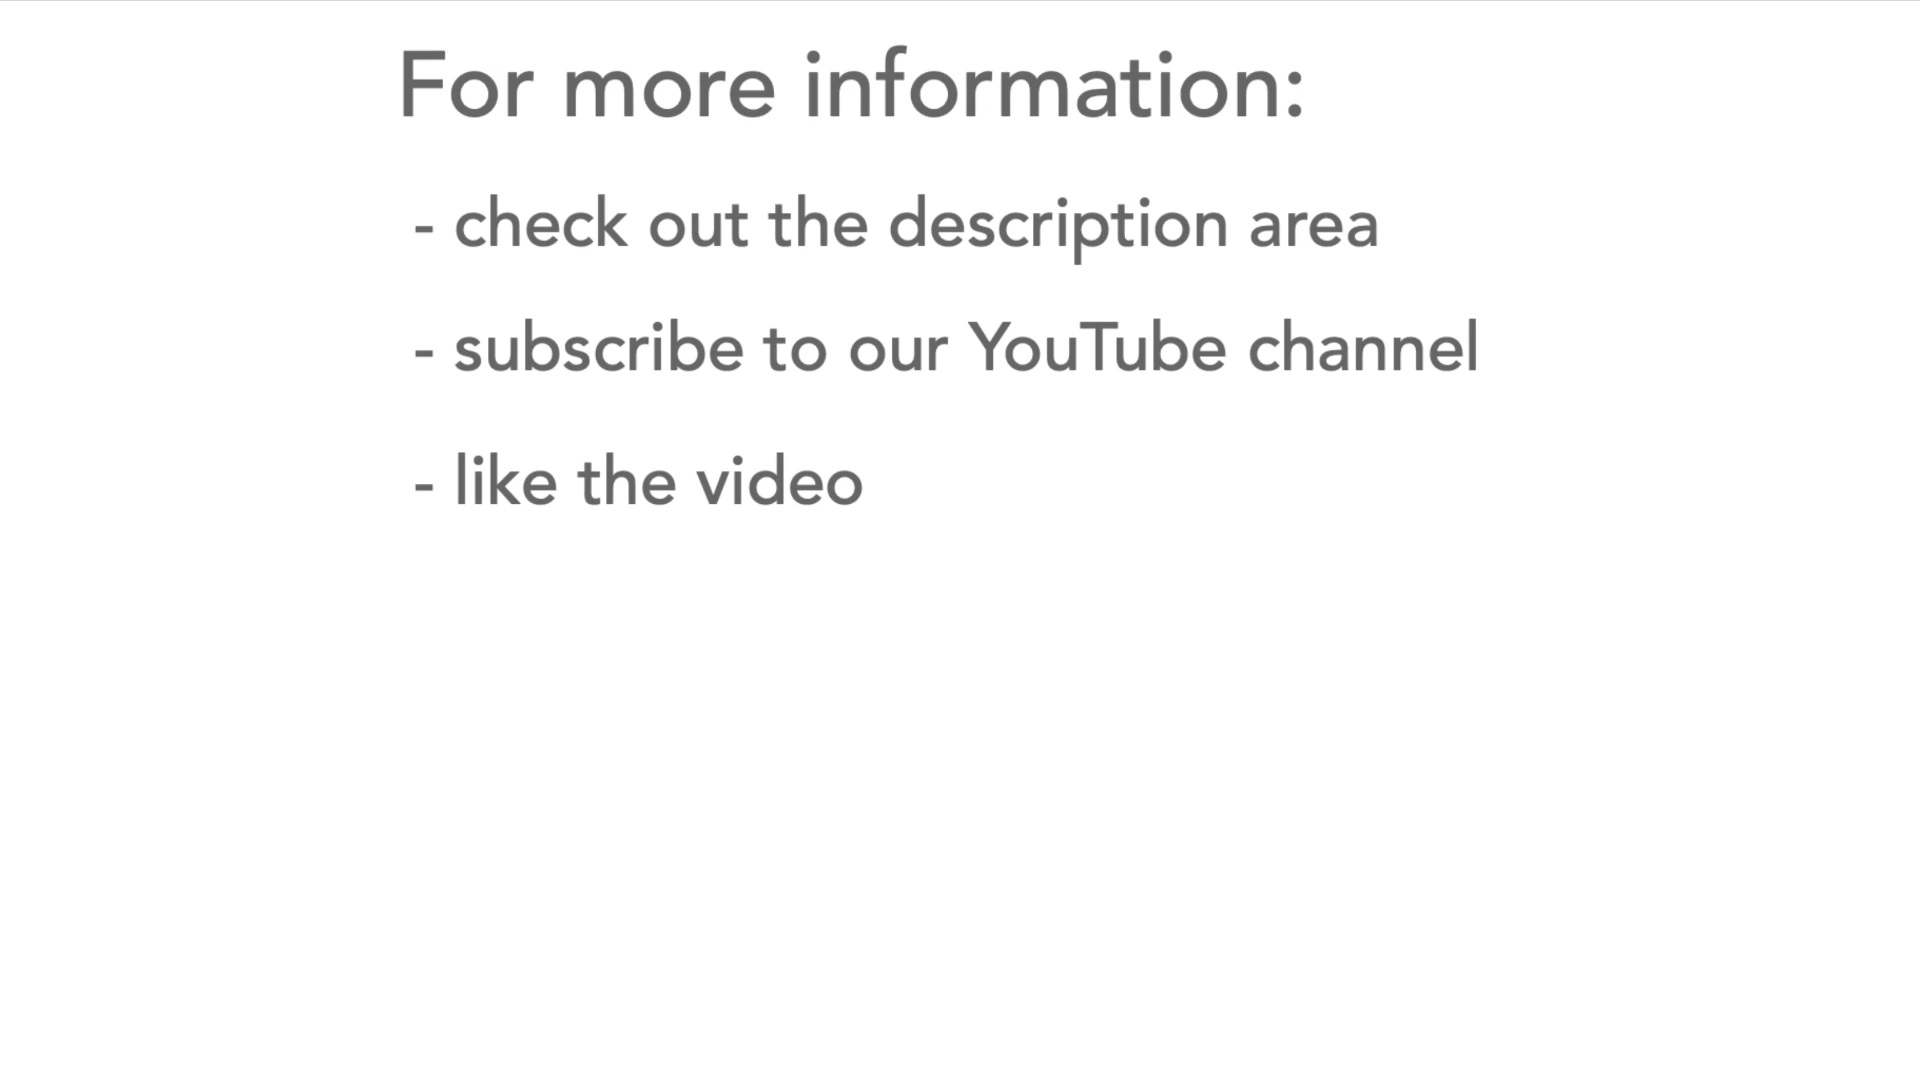 For more information:
- check out the description area
- subscribe to our YouTube channel
- like the video